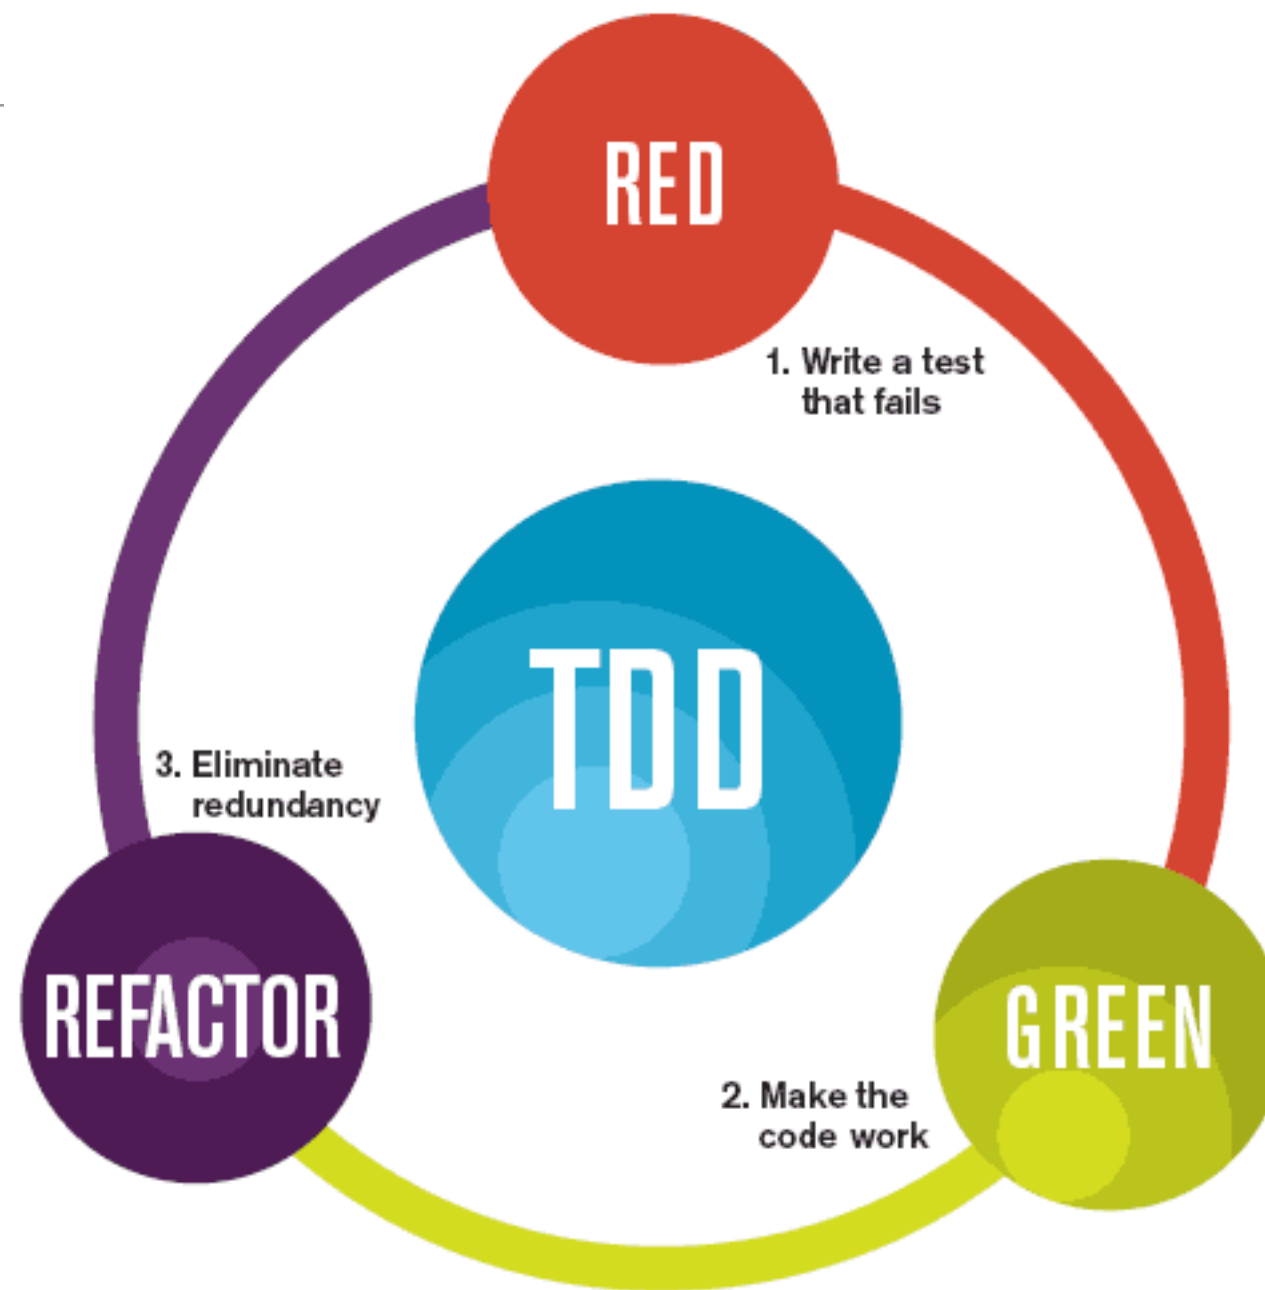 RED
1. Write a test
that fails
TDD
3. Eliminate
redundancy
REFACTOR
GREEN
2. Make the
code work